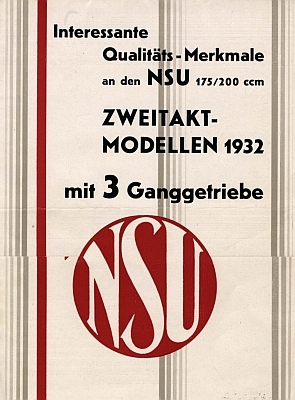 Interessante
Qualitäts-Merkmale
an den NSU 175/200 ccm
ZWEITAKT-
MODELLEN 1932
mit 3 Ganggetriebe
NSU